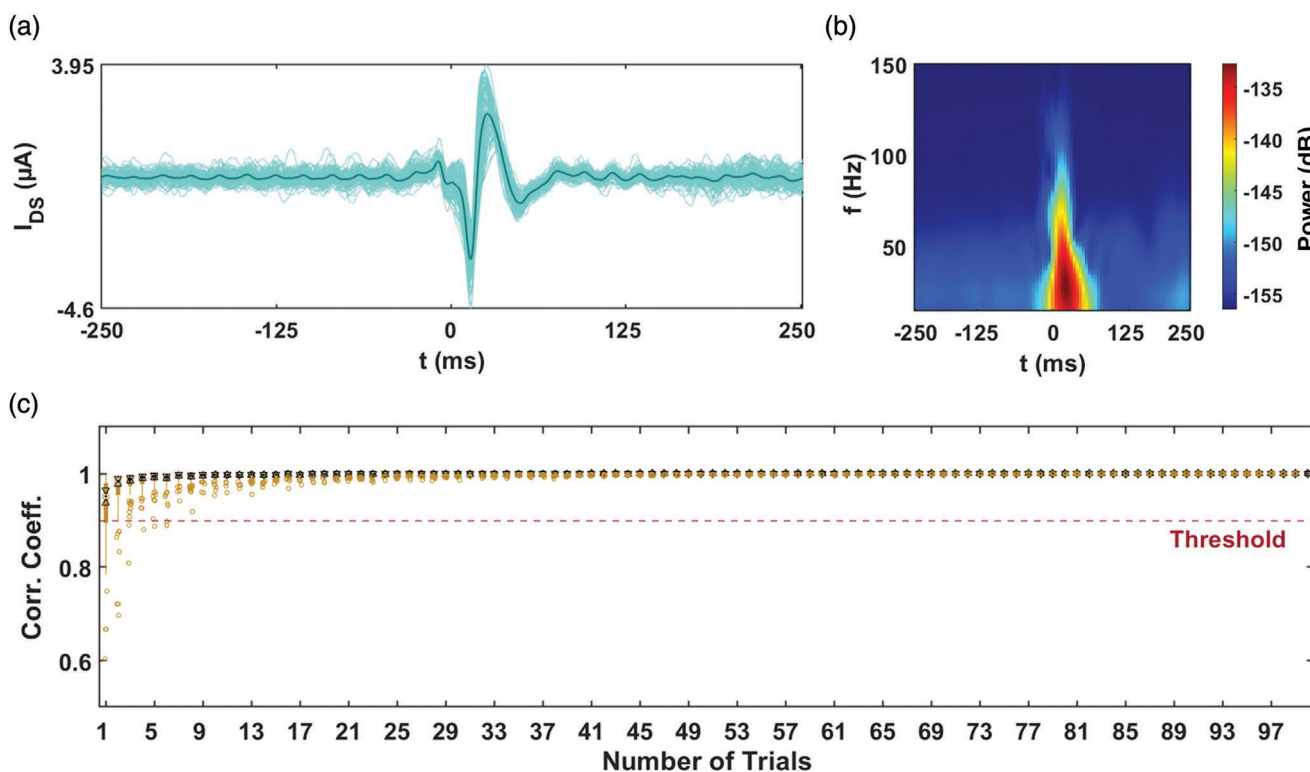 (a)
(b)
3.95
I_DS (µA)
-4.6
-250 -125 0 125 250
t (ms)
150
100
50
f (Hz)
-250 -125 0 125 250
t (ms)
-135
-140
-145
-150
-155
Power (dB)
(c)
1
0.8
0.6
Corr. Coeff.
Threshold
1 5 9 13 17 21 25 29 33 37 41 45 49 53 57 61 65 69 73 77 81 85 89 93 97
Number of Trials